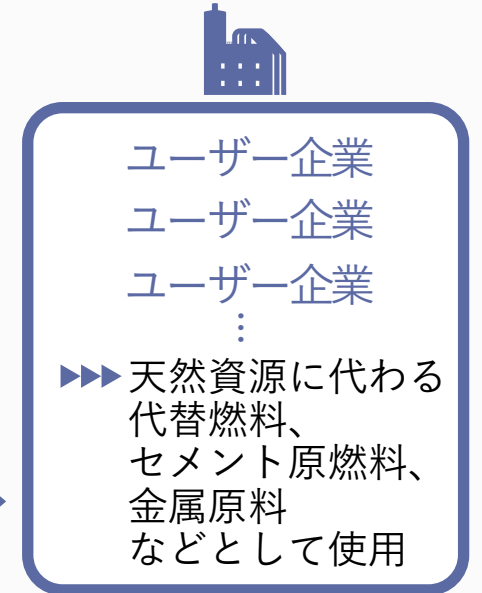 ユーザー企業
ユーザー企業
ユーザー企業
⋮
▶▶▶天然資源に代わる
代替燃料、
セメント原燃料、
金属原料
などとして使用